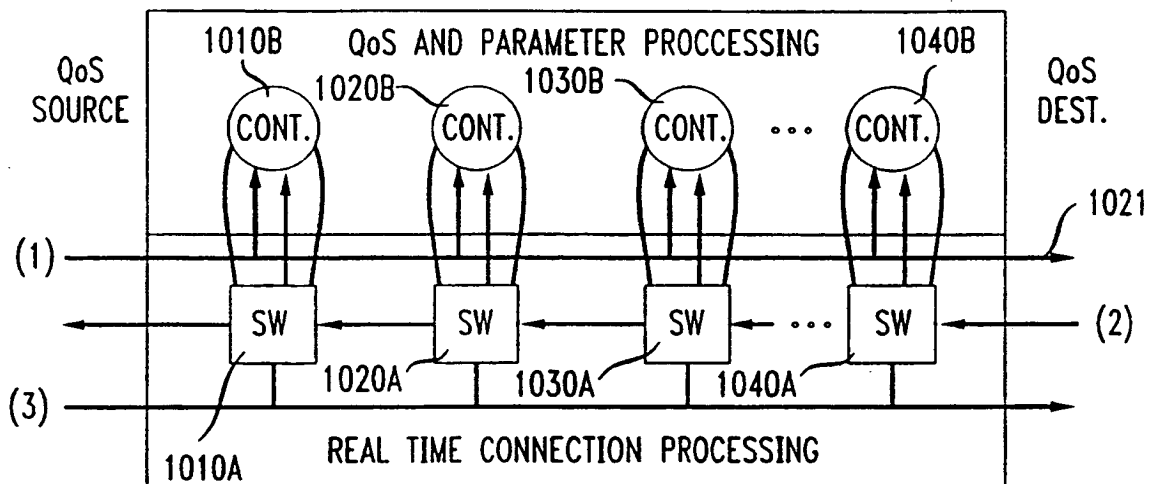 1010B
QoS AND PARAMETER PROCCESSING
1040B
QoS
SOURCE
1020B
1030B
QoS
DEST.
CONT.
CONT.
CONT.
CONT.
1021
(1)
SW
SW
SW
SW
(2)
1020A
1030A
1040A
(3)
REAL TIME CONNECTION PROCESSING
1010A